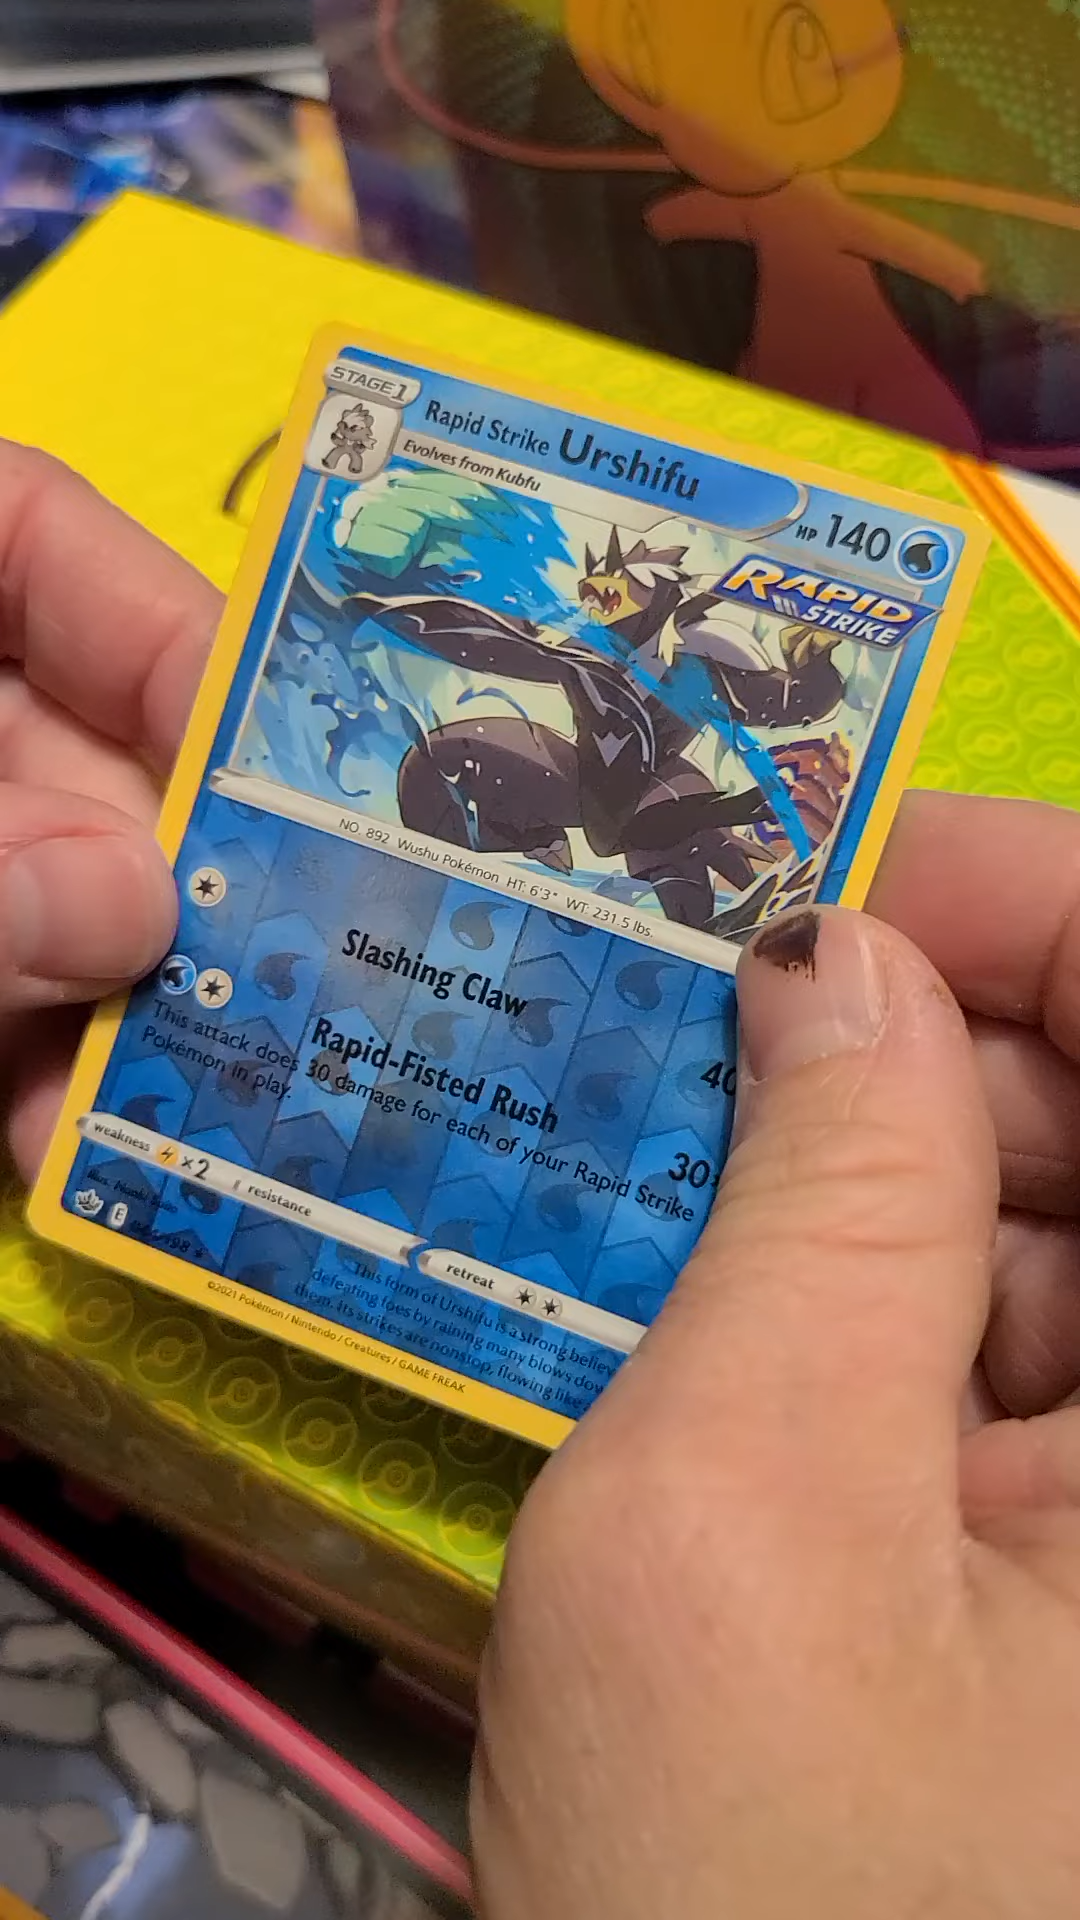 STAGE 1
Rapid Strike Urshifu
HP 140
Evolves from Kubfu
RAPID
STRIKE
NO. 892 Wushu Pokémon HT: 6'3" WT: 231.5 lbs.
Slashing Claw 40
Rapid-Fisted Rush 30
This attack does 30 damage for each of your Rapid Strike
Pokémon in play.
weakness ×2 resistance
retreat
Illus.
E
This form of Urshifu is a strong
defeating foes by raining many blows
them. Its strikes are nonstop, flowing like
©2021 Pokémon / Nintendo / Creatures / GAME FREAK